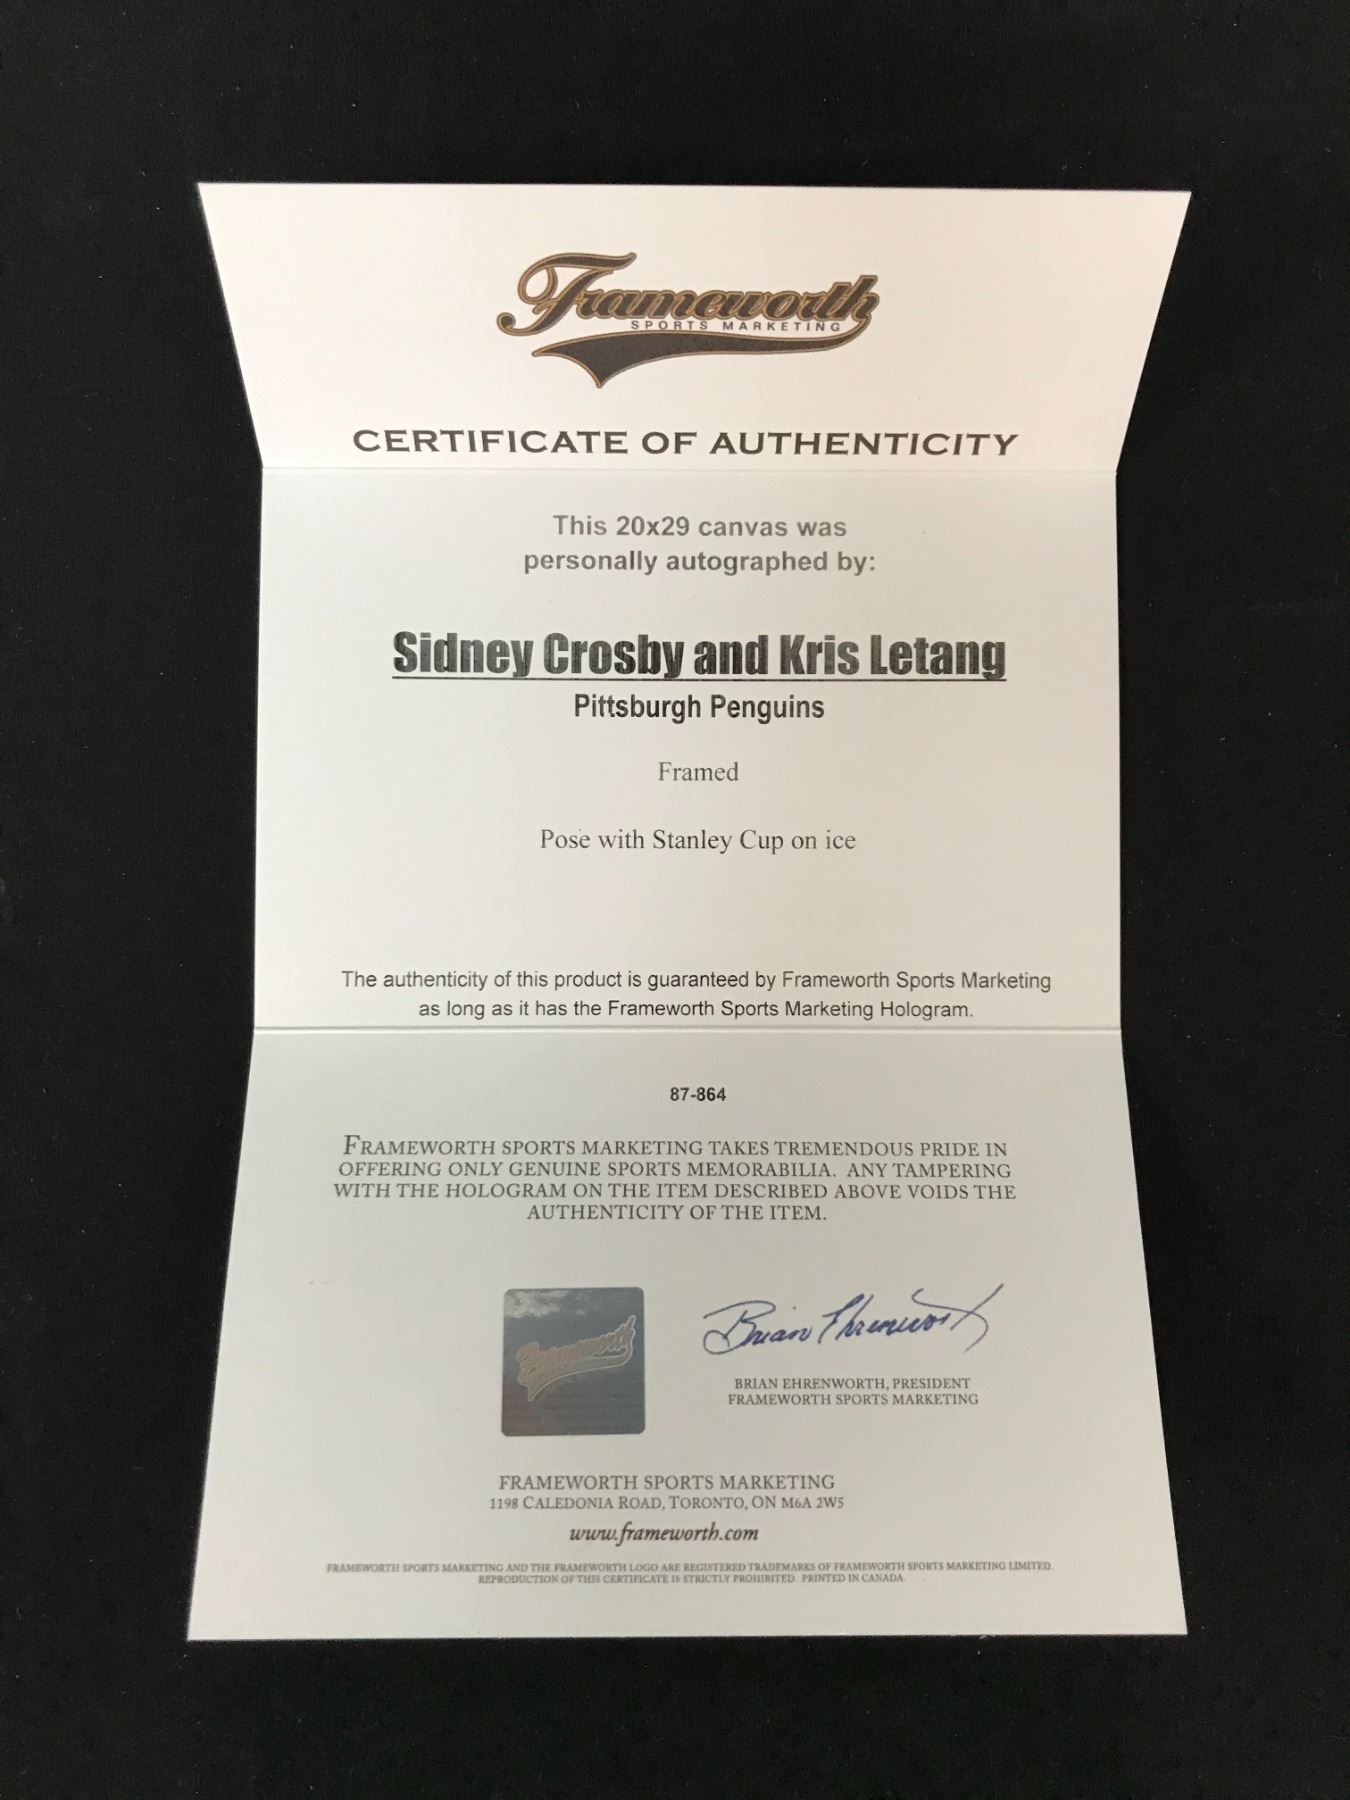 Frameworth
SPORTS MARKETING
CERTIFICATE OF AUTHENTICITY
This 20x29 canvas was
personally autographed by:
Sidney Crosby and Kris Letang
Pittsburgh Penguins
Framed
Pose with Stanley Cup on ice
The authenticity of this product is guaranteed by Frameworth Sports Marketing
as long as it has the Frameworth Sports Marketing Hologram.
87-864
FRAMEWORTH SPORTS MARKETING TAKES TREMENDOUS PRIDE IN
OFFERING ONLY GENUINE SPORTS MEMORABILIA. ANY TAMPERING
WITH THE HOLOGRAM ON THE ITEM DESCRIBED ABOVE VOIDS THE
AUTHENTICITY OF THE ITEM.
Frameworth
Brian Ehrenworth
BRIAN EHRENWORTH, PRESIDENT
FRAMEWORTH SPORTS MARKETING
FRAMEWORTH SPORTS MARKETING
1198 CALEDONIA ROAD, TORONTO, ON M6A 2W5
www.frameworth.com
FRAMEWORTH SPORTS MARKETING AND THE FRAMEWORTH LOGO ARE REGISTERED TRADEMARKS OF FRAMEWORTH SPORTS MARKETING LIMITED.
REPRODUCTION OF THIS CERTIFICATE IS STRICTLY PROHIBITED. PRINTED IN CANADA.